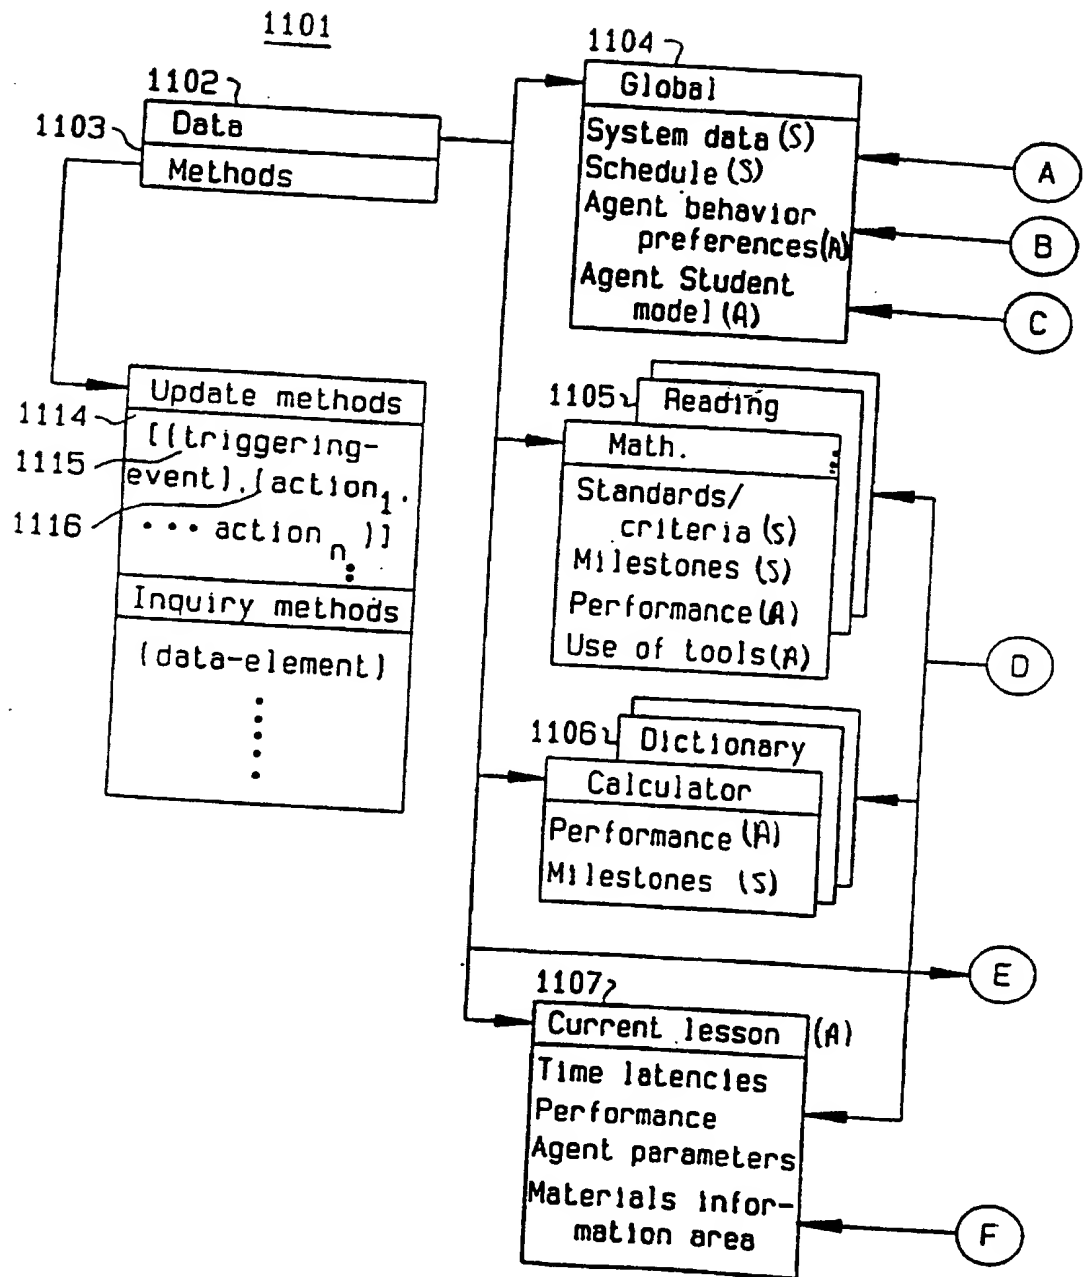 1101
1102
Data
1103
Methods
1104
Global
System data (S)
Schedule (S)
Agent behavior
preferences (A)
Agent Student
model (A)
A
B
C
Update methods
1114
[((triggering-
1115
event).(action1.
1116
••• action n )]
Inquiry methods
(data-element)
1105
Reading
Math.
Standards/
criteria (S)
Milestones (S)
Performance (A)
Use of tools (A)
D
1106
Dictionary
Calculator
Performance (A)
Milestones (S)
E
1107
Current lesson (A)
Time latencies
Performance
Agent parameters
Materials infor-
mation area
F